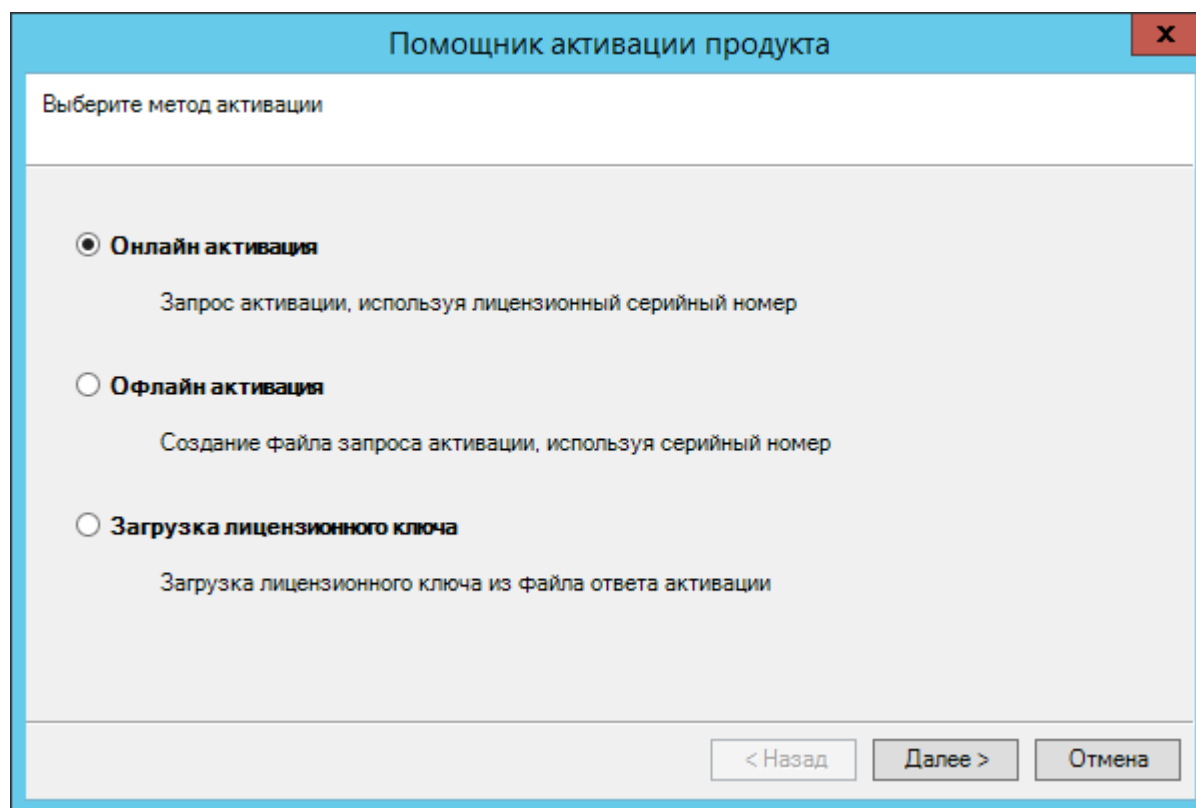 Помощник активации продукта
x
Выберите метод активации
Онлайн активация
Запрос активации, используя лицензионный серийный номер
Офлайн активация
Создание файла запроса активации, используя серийный номер
Загрузка лицензионного ключа
Загрузка лицензионного ключа из файла ответа активации
< Назад Далее > Отмена